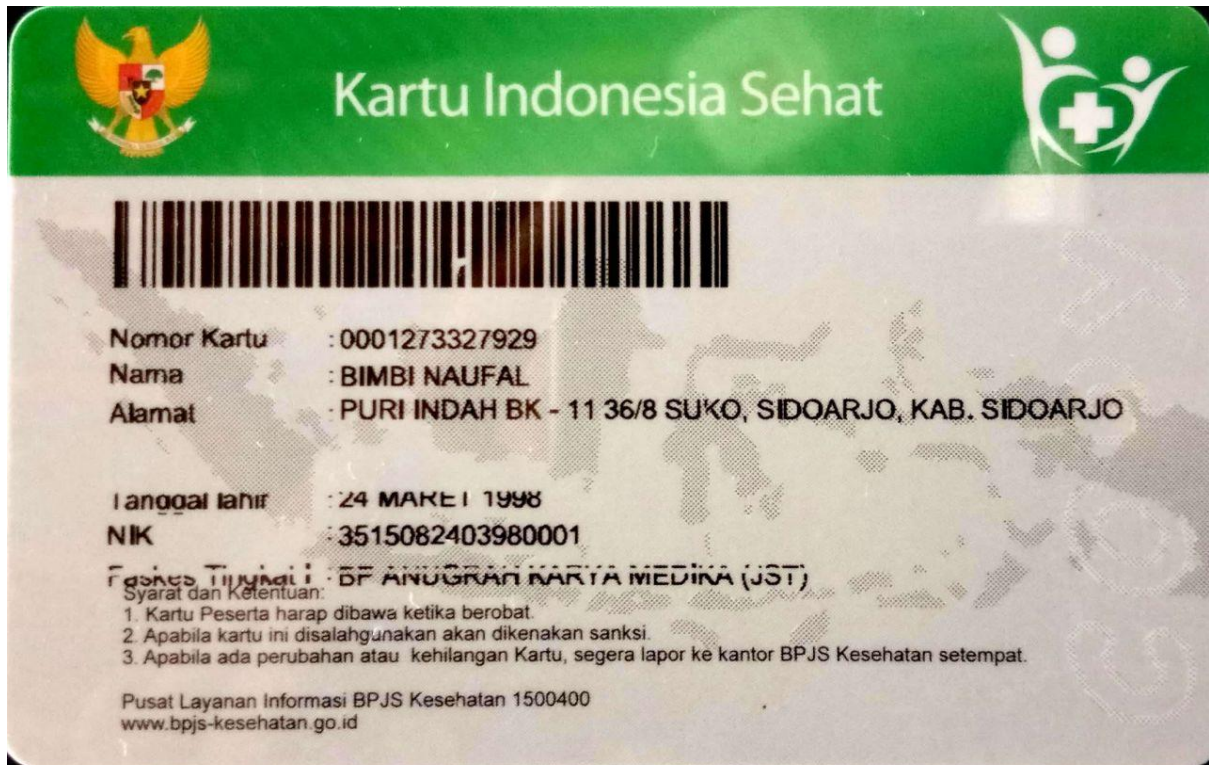 Kartu Indonesia Sehat
Nomor Kartu : 0001273327929
Nama : BIMBI NAUFAL
Alamat : PURI INDAH BK - 11 36/8 SUKO, SIDOARJO, KAB. SIDOARJO
Tanggal lahir : 24 MARET 1998
NIK : 3515082403980001
Faskes Tingkat I : BP ANUGRAH KARYA MEDIKA (JST)
Syarat dan Ketentuan:
1. Kartu Peserta harap dibawa ketika berobat.
2. Apabila kartu ini disalahgunakan akan dikenakan sanksi.
3. Apabila ada perubahan atau kehilangan Kartu, segera lapor ke kantor BPJS Kesehatan setempat.
Pusat Layanan Informasi BPJS Kesehatan 1500400
www.bpjs-kesehatan.go.id